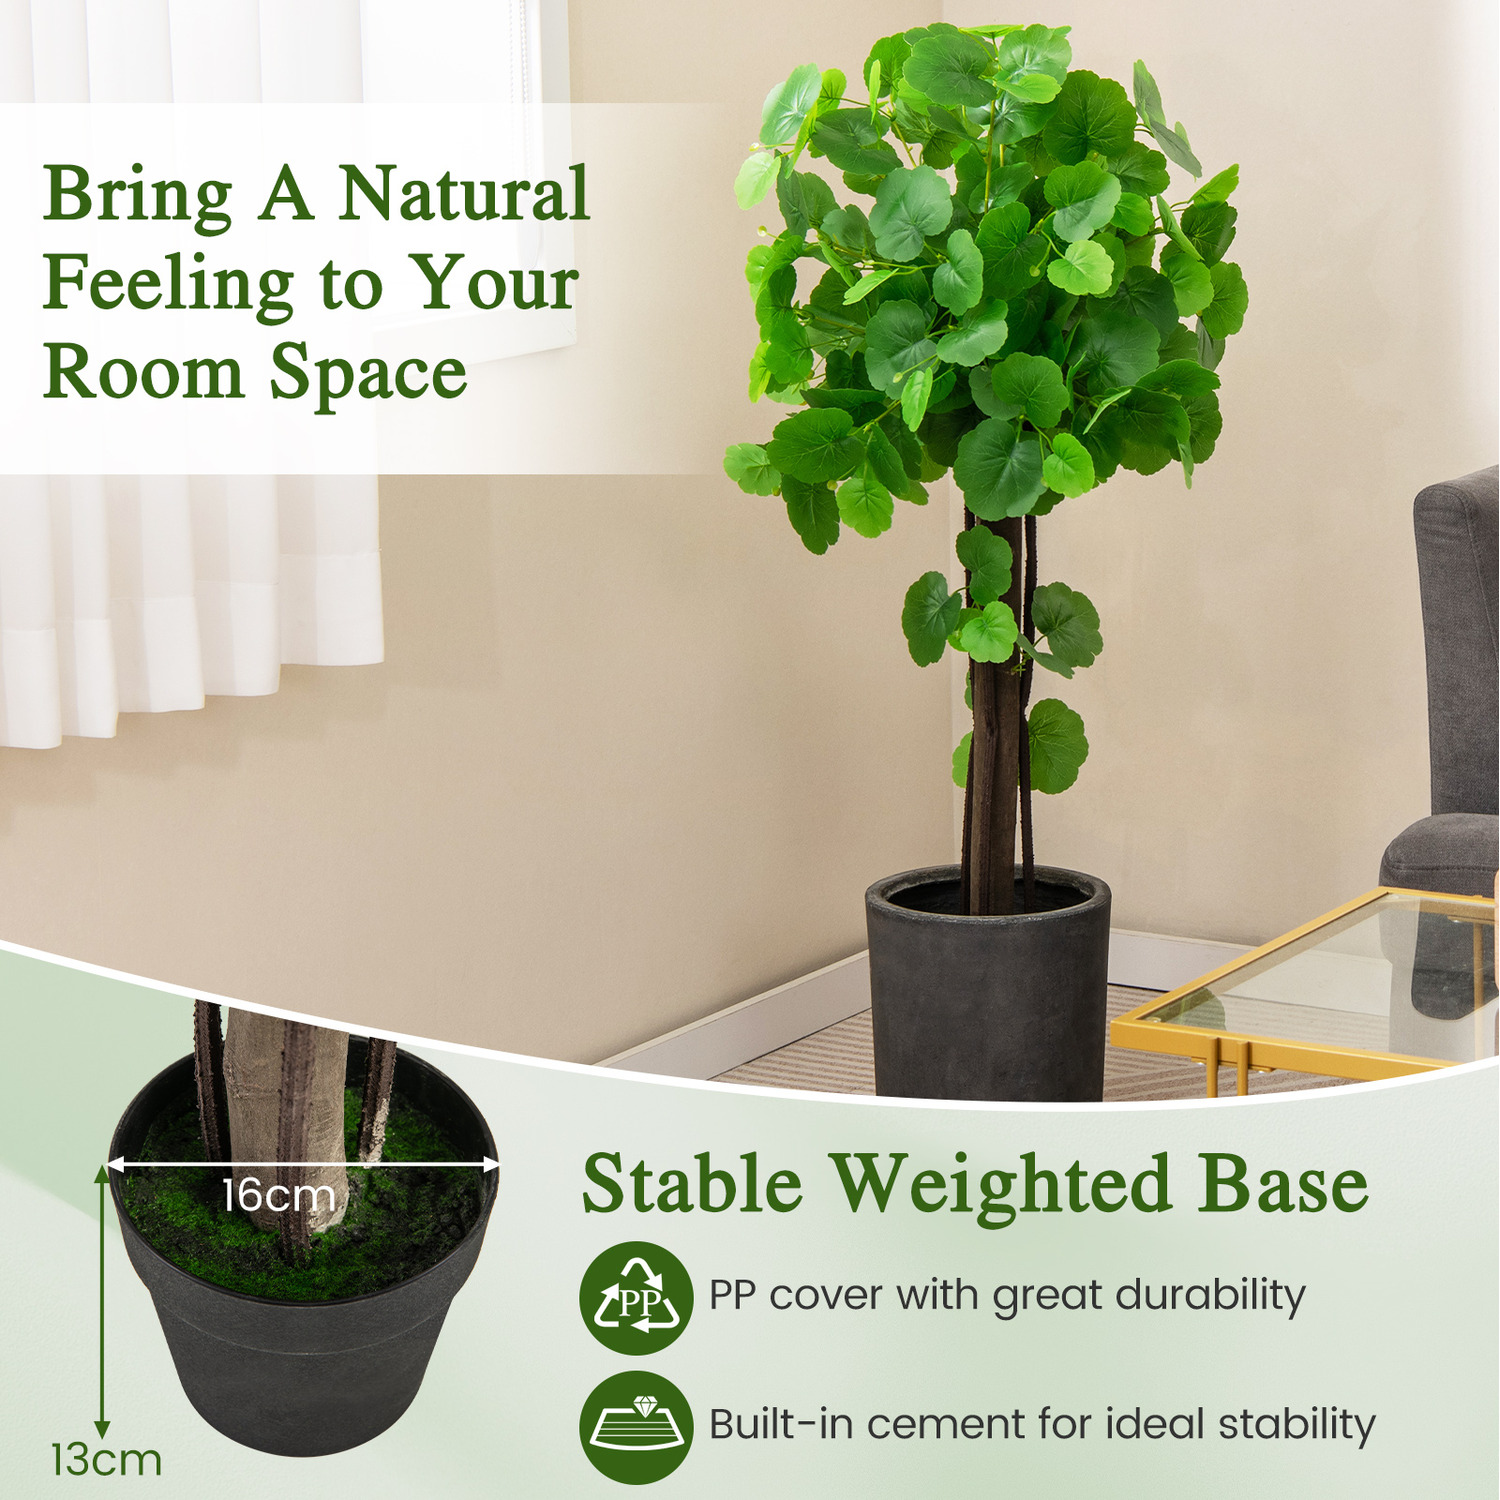 Bring A Natural
Feeling to Your
Room Space
16cm
13cm
Stable Weighted Base
PP
PP cover with great durability
Built-in cement for ideal stability